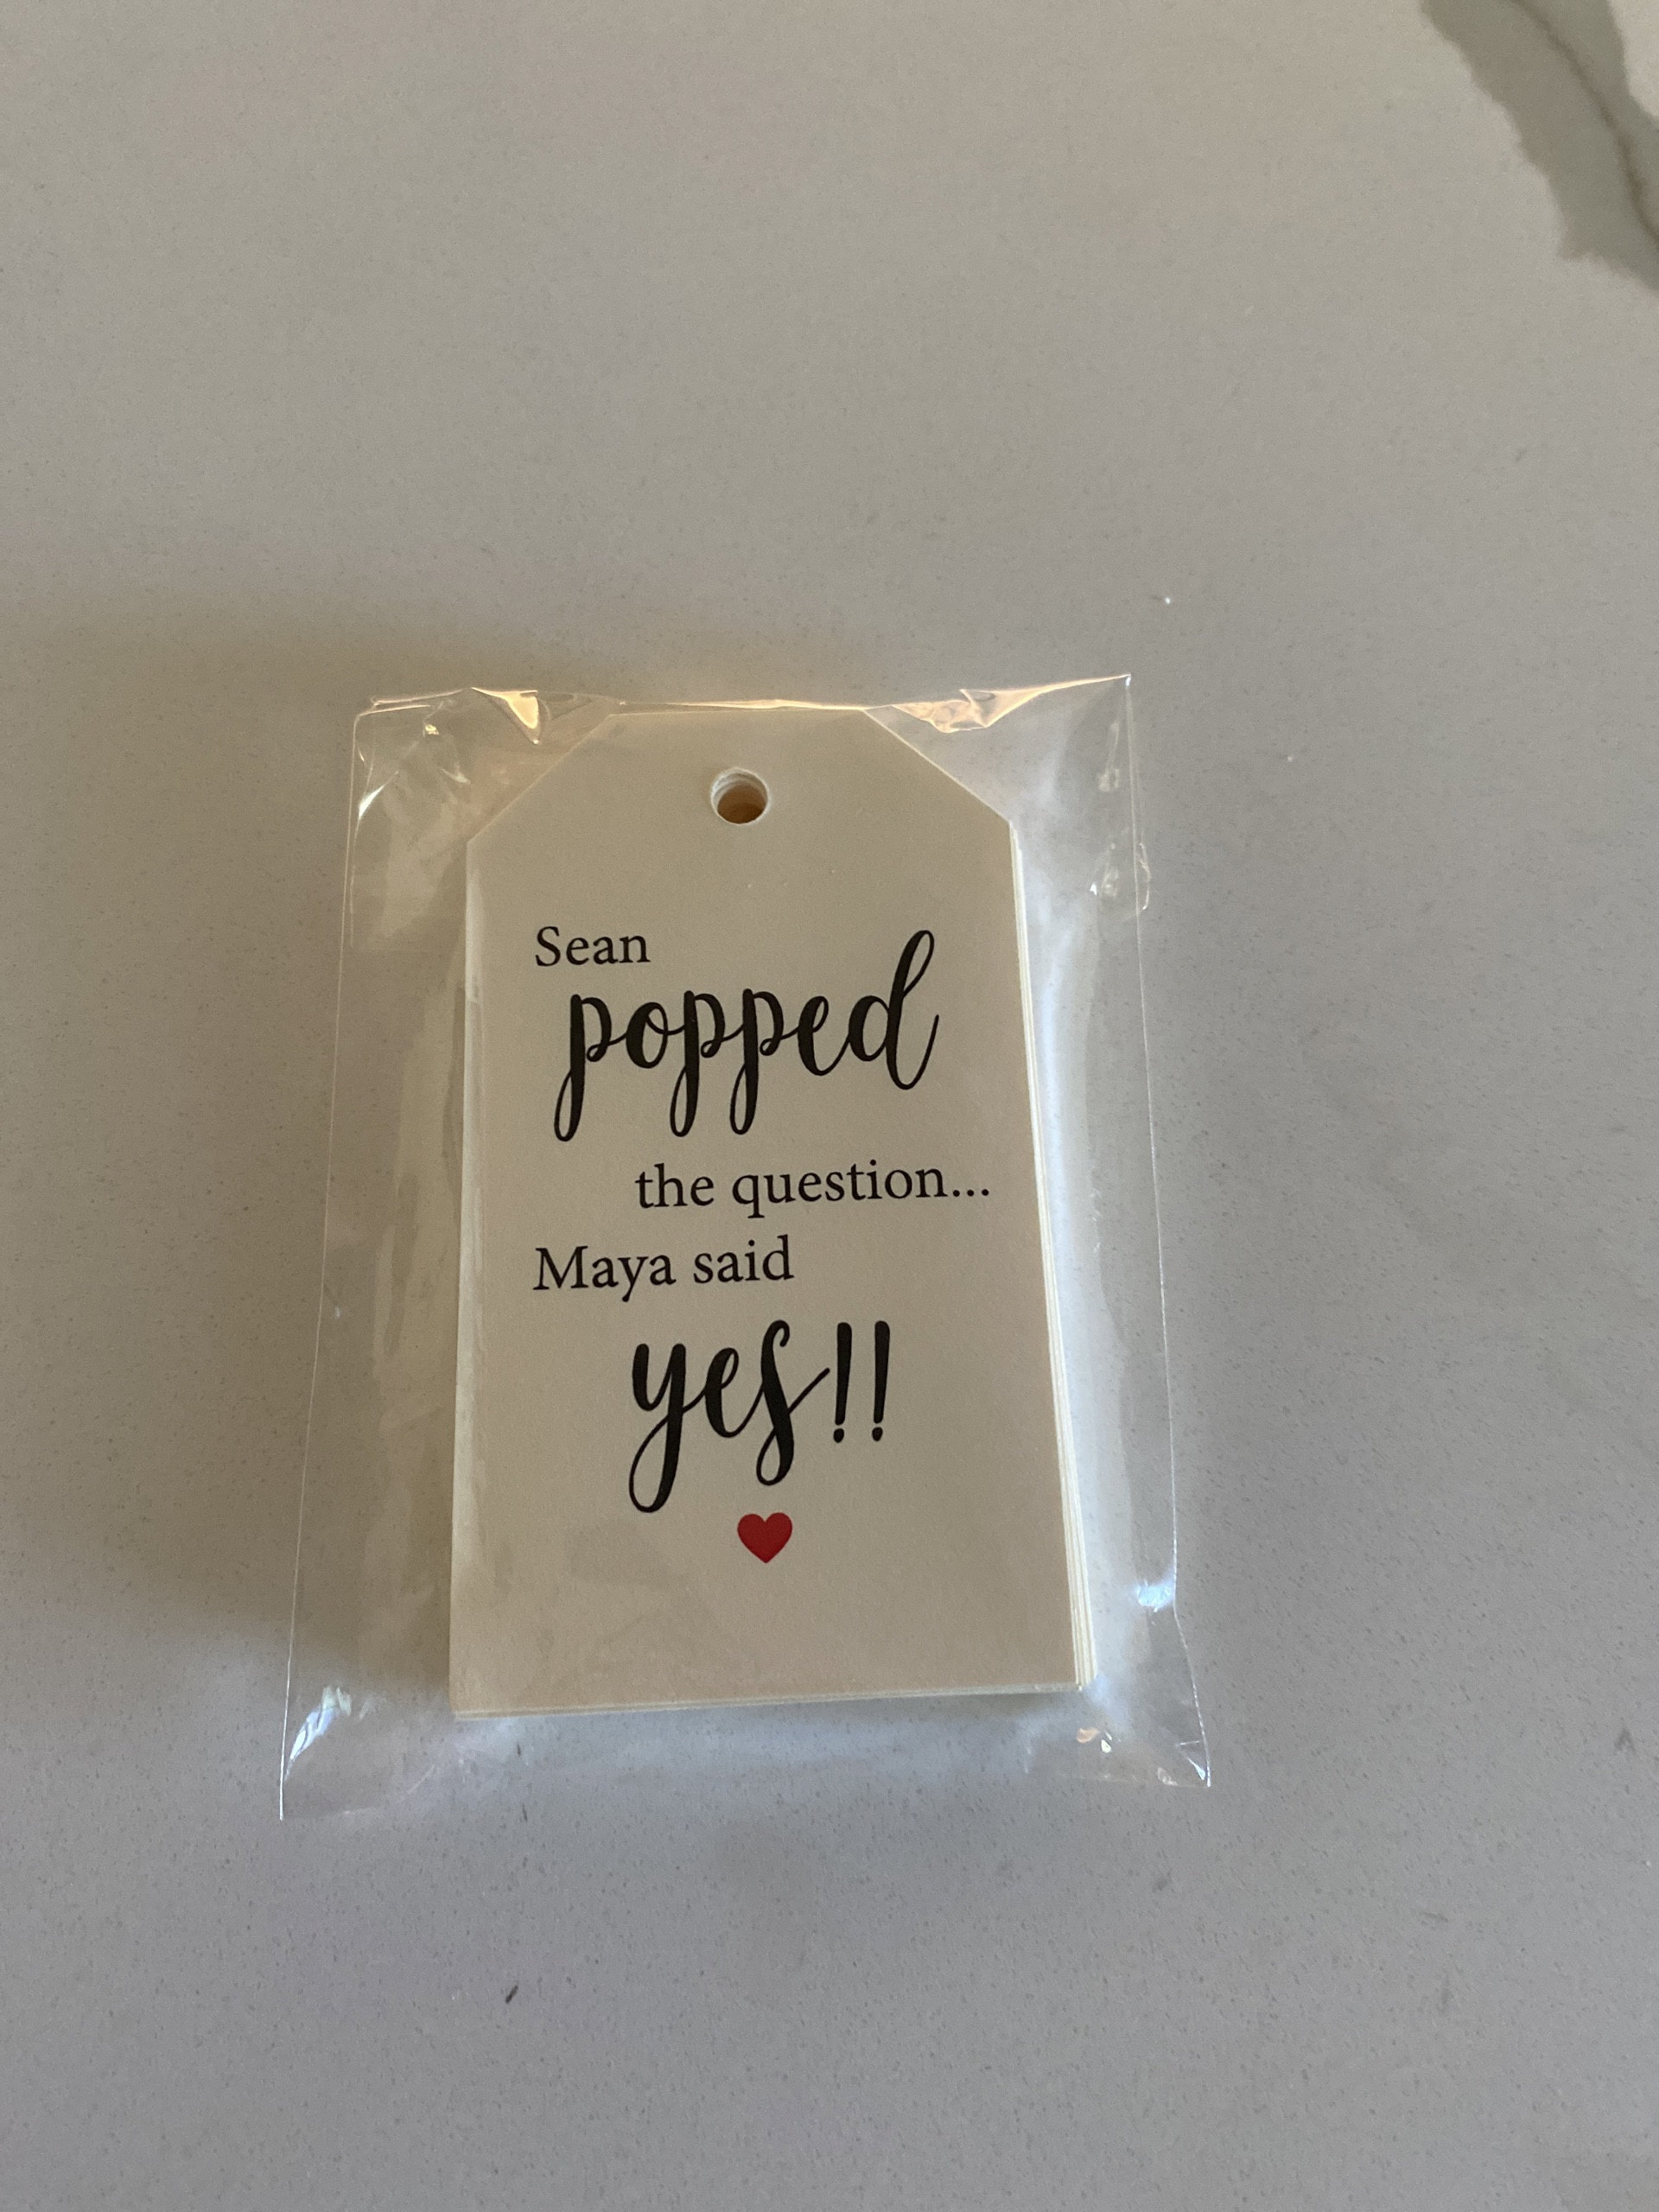 Sean
popped
the question...
Maya said
yes!!